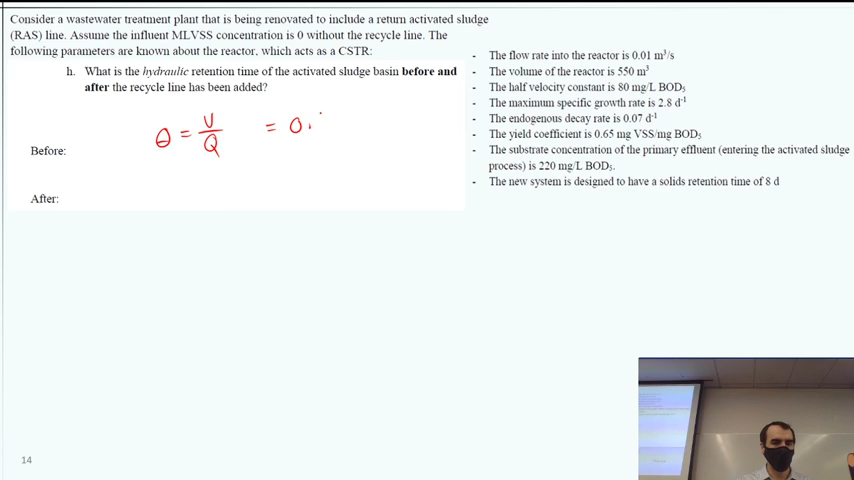 Consider a wastewater treatment plant that is being renovated to include a return activated sludge
(RAS) line. Assume the influent MLVSS concentration is 0 without the recycle line. The
following parameters are known about the reactor, which acts as a CSTR:
h. What is the hydraulic retention time of the activated sludge basin before and
after the recycle line has been added?
θ = V/Q = 0.
Before:
After:
- The flow rate into the reactor is 0.01 m³/s
- The volume of the reactor is 550 m³
- The half velocity constant is 80 mg/L BOD₅
- The maximum specific growth rate is 2.8 d⁻¹
- The endogenous decay rate is 0.07 d⁻¹
- The yield coefficient is 0.65 mg VSS/mg BOD₅
- The substrate concentration of the primary effluent (entering the activated sludge
process) is 220 mg/L BOD₅.
- The new system is designed to have a solids retention time of 8 d
14